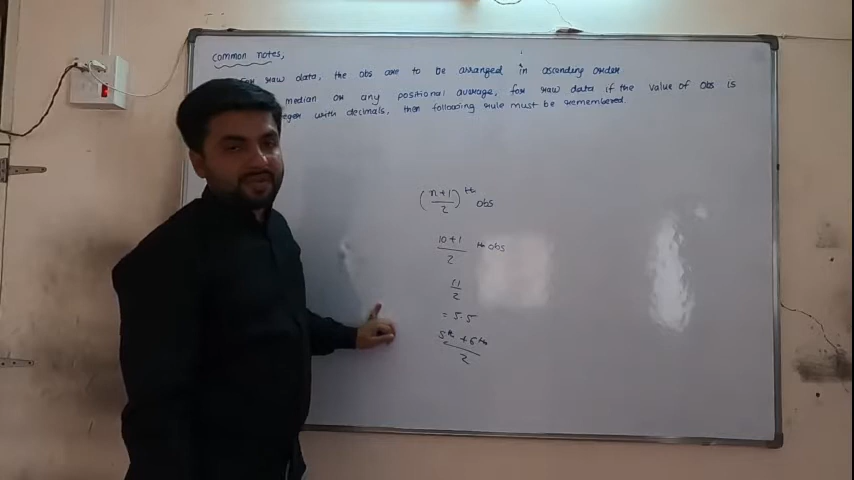 Common notes,
For raw data, the obs are to be arranged in ascending order
median or any positional average, for raw data if the value of obs is
teger with decimals, then following rule must be remembered.
(n+1/2)th obs
10+1/2 th obs
11/2
= 5.5
5th + 6th/2